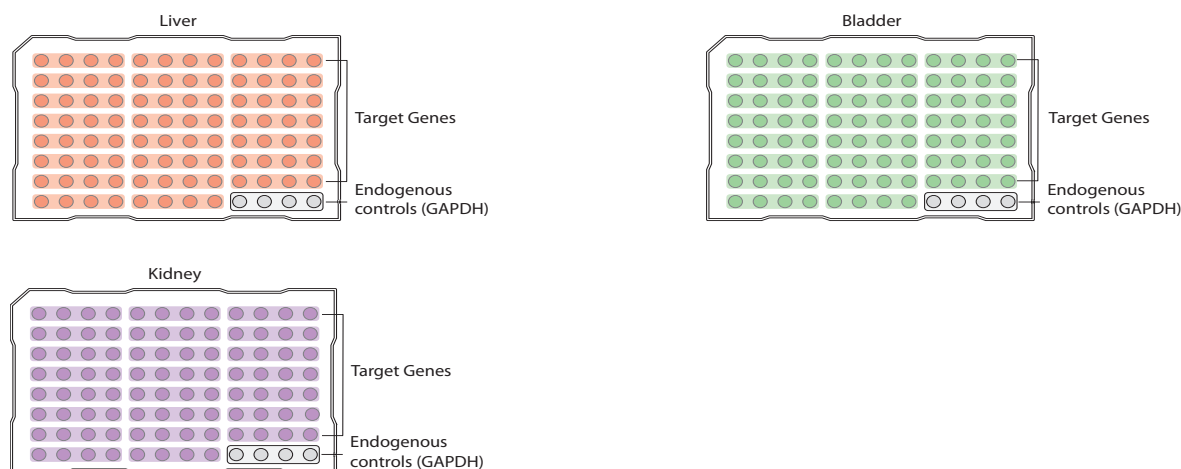 Liver
Target Genes
Endogenous
controls (GAPDH)
Bladder
Target Genes
Endogenous
controls (GAPDH)
Kidney
Target Genes
Endogenous
controls (GAPDH)